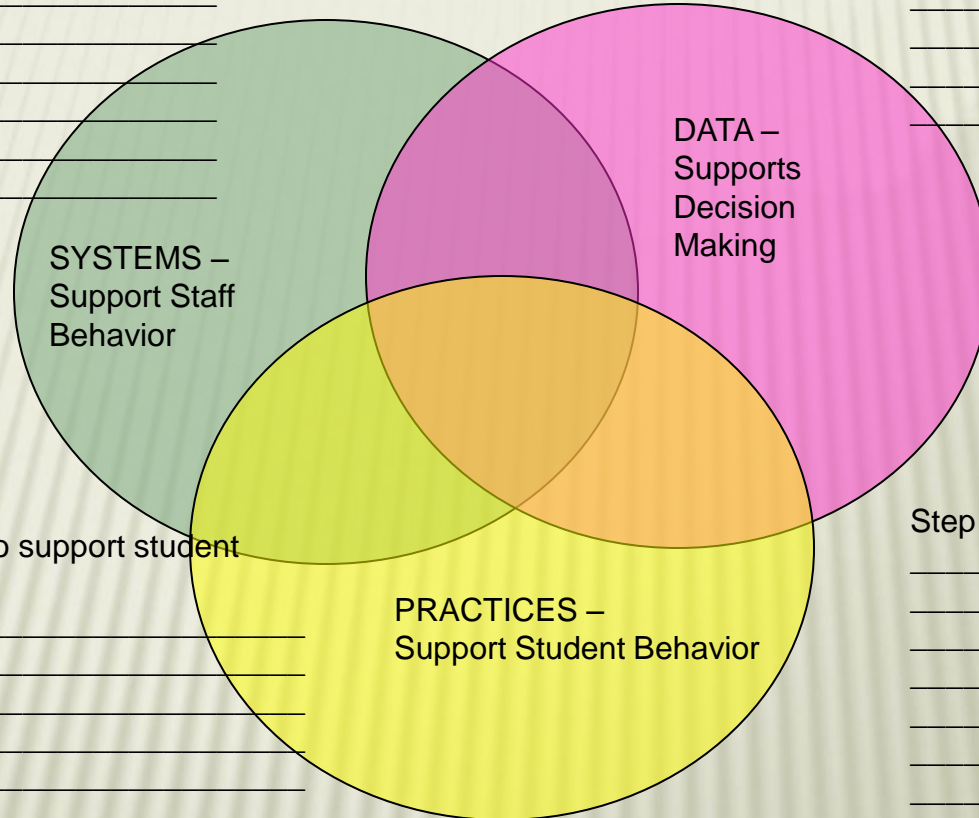 DATA –
Supports
Decision
Making
SYSTEMS –
Support Staff
Behavior
Step
support student
PRACTICES –
Support Student Behavior